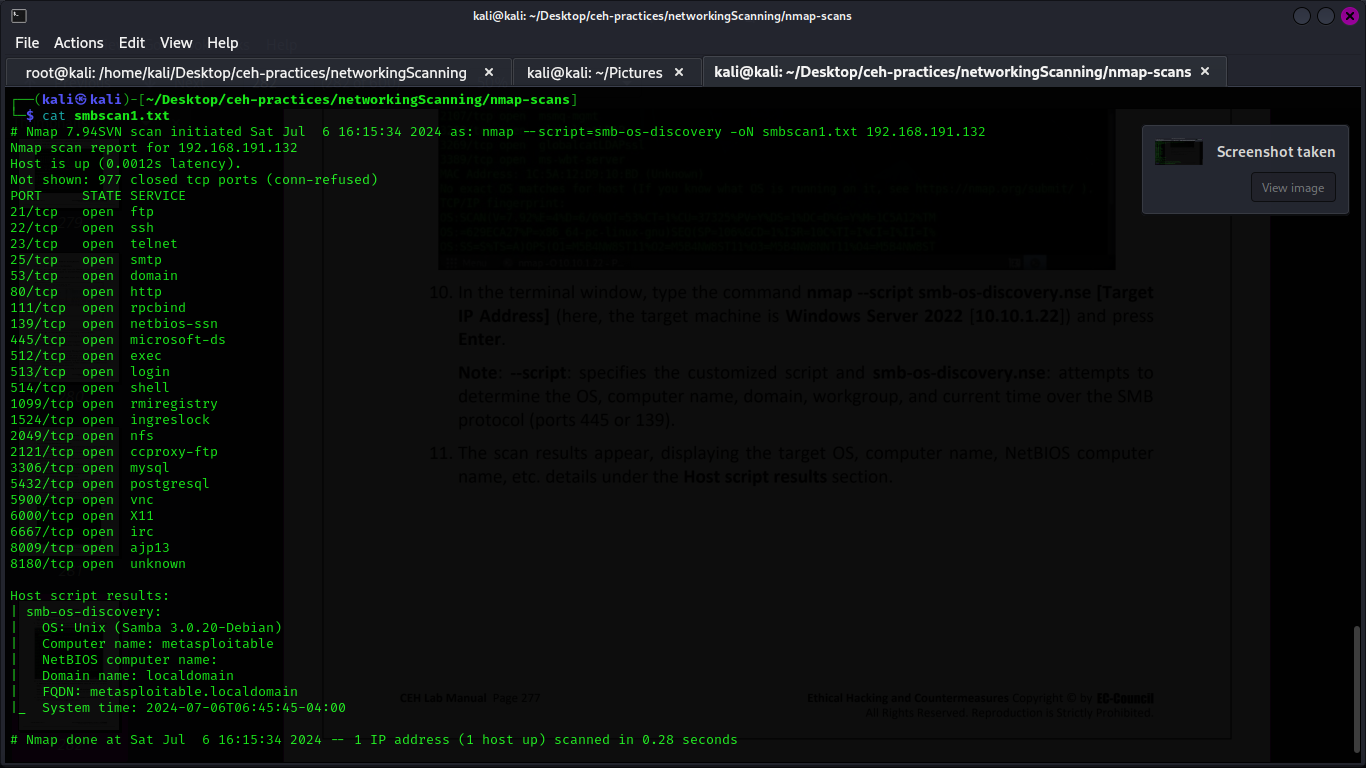 kali@kali: ~/Desktop/ceh-practices/networkingScanning/nmap-scans
File Actions Edit View Help
root@kali: /home/kali/Desktop/ceh-practices/networkingScanning
kali@kali: ~/Pictures
kali@kali: ~/Desktop/ceh-practices/networkingScanning/nmap-scans
┌──(kali㉿kali)-[~/Desktop/ceh-practices/networkingScanning/nmap-scans]
└─$ cat smbscan1.txt
# Nmap 7.94SVN scan initiated Sat Jul  6 16:15:34 2024 as: nmap --script=smb-os-discovery -oN smbscan1.txt 192.168.191.132
Nmap scan report for 192.168.191.132
Host is up (0.0012s latency).
Not shown: 977 closed tcp ports (conn-refused)
PORT     STATE SERVICE
21/tcp   open  ftp
22/tcp   open  ssh
23/tcp   open  telnet
25/tcp   open  smtp
53/tcp   open  domain
80/tcp   open  http
111/tcp  open  rpcbind
139/tcp  open  netbios-ssn
445/tcp  open  microsoft-ds
512/tcp  open  exec
513/tcp  open  login
514/tcp  open  shell
1099/tcp open  rmiregistry
1524/tcp open  ingreslock
2049/tcp open  nfs
2121/tcp open  ccproxy-ftp
3306/tcp open  mysql
5432/tcp open  postgresql
5900/tcp open  vnc
6000/tcp open  X11
6667/tcp open  irc
8009/tcp open  ajp13
8180/tcp open  unknown
Host script results:
| smb-os-discovery:
|   OS: Unix (Samba 3.0.20-Debian)
|   Computer name: metasploitable
|   NetBIOS computer name:
|   Domain name: localdomain
|   FQDN: metasploitable.localdomain
|_  System time: 2024-07-06T06:45:45-04:00
# Nmap done at Sat Jul  6 16:15:34 2024 -- 1 IP address (1 host up) scanned in 0.28 seconds
Screenshot taken
View image
10. In the terminal window, type the command nmap --script smb-os-discovery.nse [Target
IP Address] (here, the target machine is Windows Server 2022 [10.10.1.22]) and press
Enter.
Note: --script: specifies the customized script and smb-os-discovery.nse: attempts to
determine the OS, computer name, domain, workgroup, and current time over the SMB
protocol (ports 445 or 139).
11. The scan results appear, displaying the target OS, computer name, NetBIOS computer
name, etc. details under the Host script results section.
CEH Lab Manual Page 277
Ethical Hacking and Countermeasures Copyright © by EC-Council
All Rights Reserved. Reproduction is Strictly Prohibited.